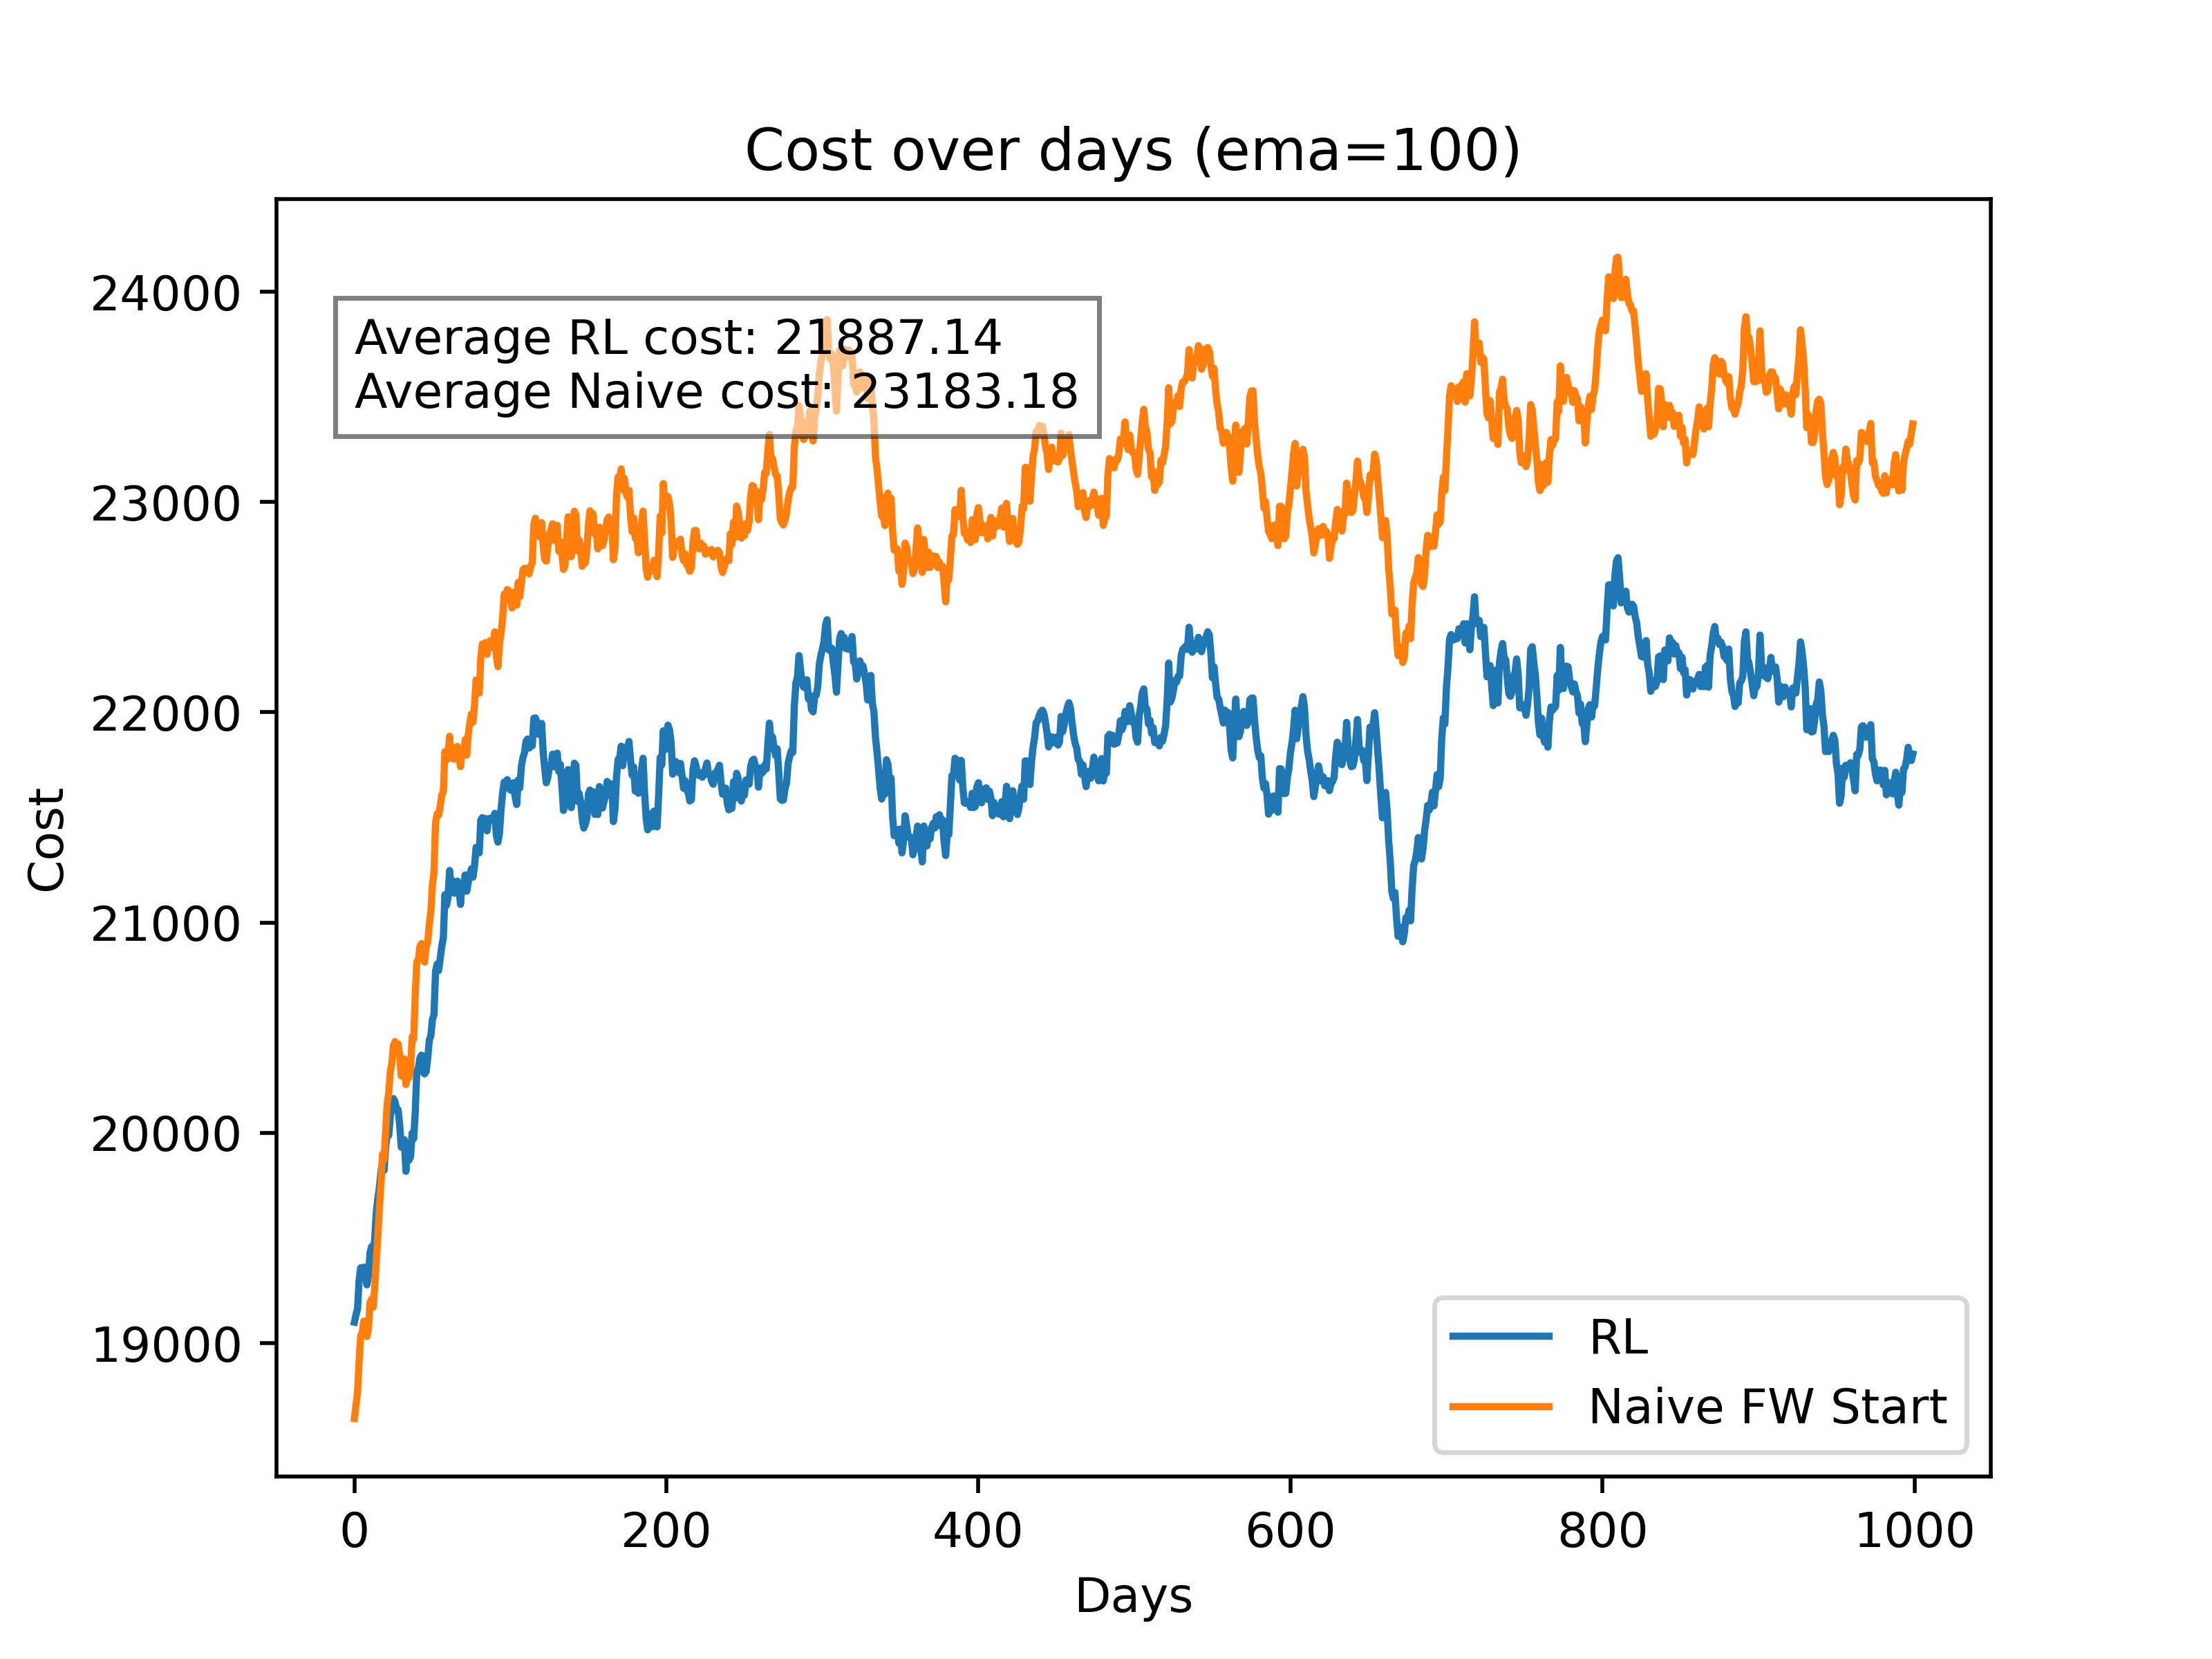 Cost over days (ema=100)
24000
23000
22000
21000
20000
19000
Cost
Average RL cost: 21887.14
Average Naive cost: 23183.18
RL
Naive FW Start
0 200 400 600 800 1000
Days